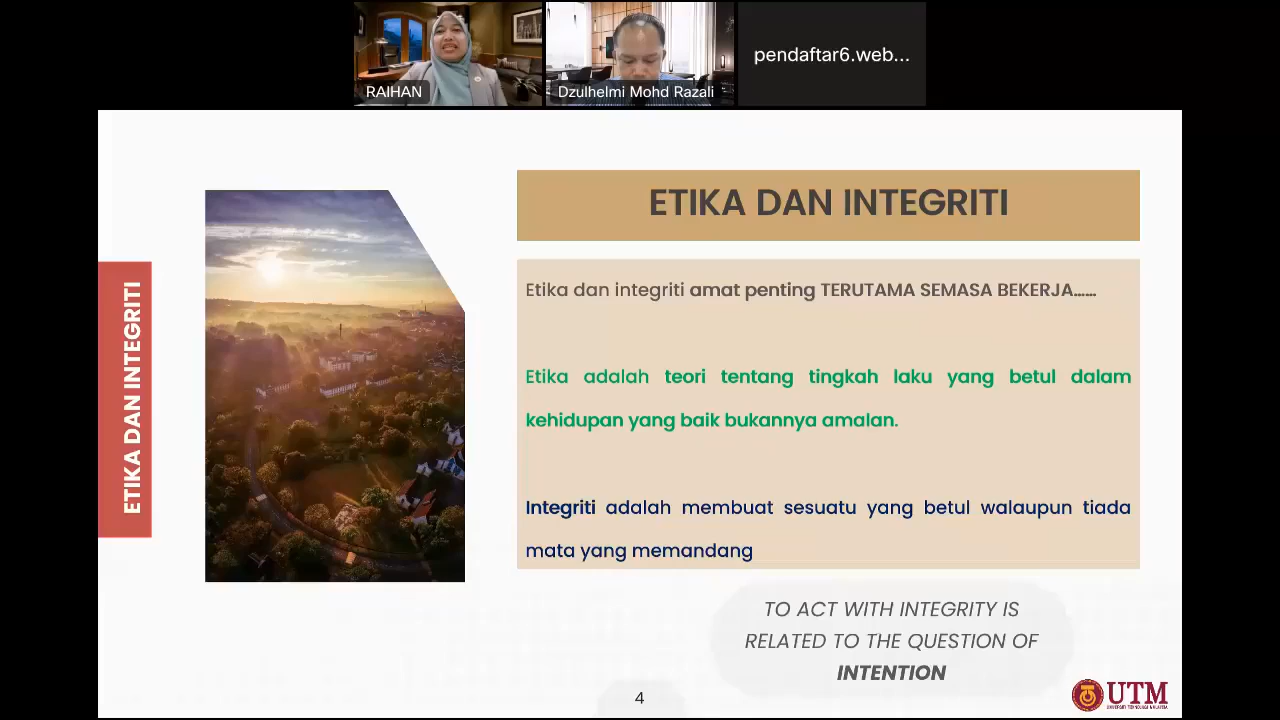 RAIHAN
Dzulhelmi Mohd Razali
pendaftar6.web...
ETIKA DAN INTEGRITI
ETIKA DAN INTEGRITI
Etika dan integriti amat penting TERUTAMA SEMASA BEKERJA......
Etika adalah teori tentang tingkah laku yang betul dalam
kehidupan yang baik bukannya amalan.
Integriti adalah membuat sesuatu yang betul walaupun tiada
mata yang memandang
TO ACT WITH INTEGRITY IS
RELATED TO THE QUESTION OF
INTENTION
4
UTM
UNIVERSITI TEKNOLOGI MALAYSIA